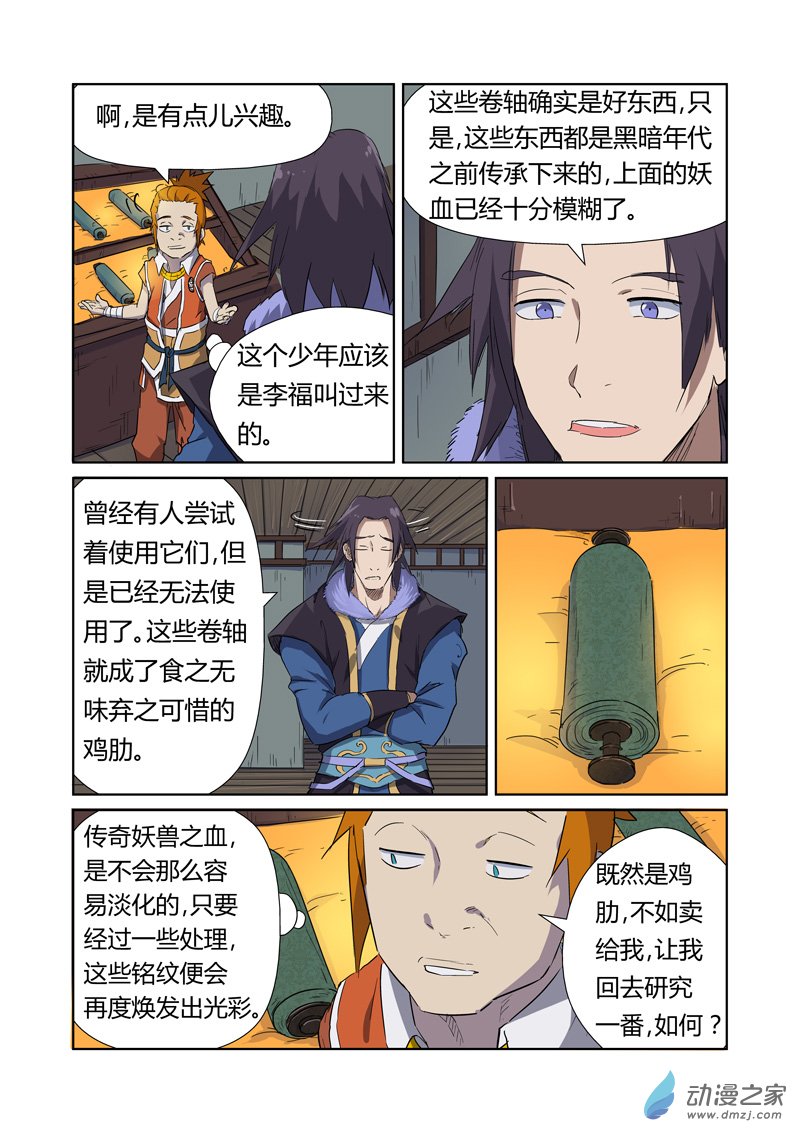 啊,是有点儿兴趣。
这个少年应该
是李福叫过来
的。
这些卷轴确实是好东西,只
是,这些东西都是黑暗年代
之前传承下来的,上面的妖
血已经十分模糊了。
曾经有人尝试
着使用它们,但
是已经无法使
用了。这些卷轴
就成了食之无
味弃之可惜的
鸡肋。
传奇妖兽之血,
是不会那么容
易淡化的,只要
经过一些处理,
这些铭纹便会
再度焕发出光彩。
既然是鸡
肋,不如卖
给我,让我
回去研究
一番,如何?
动漫之家
www.dmzj.com